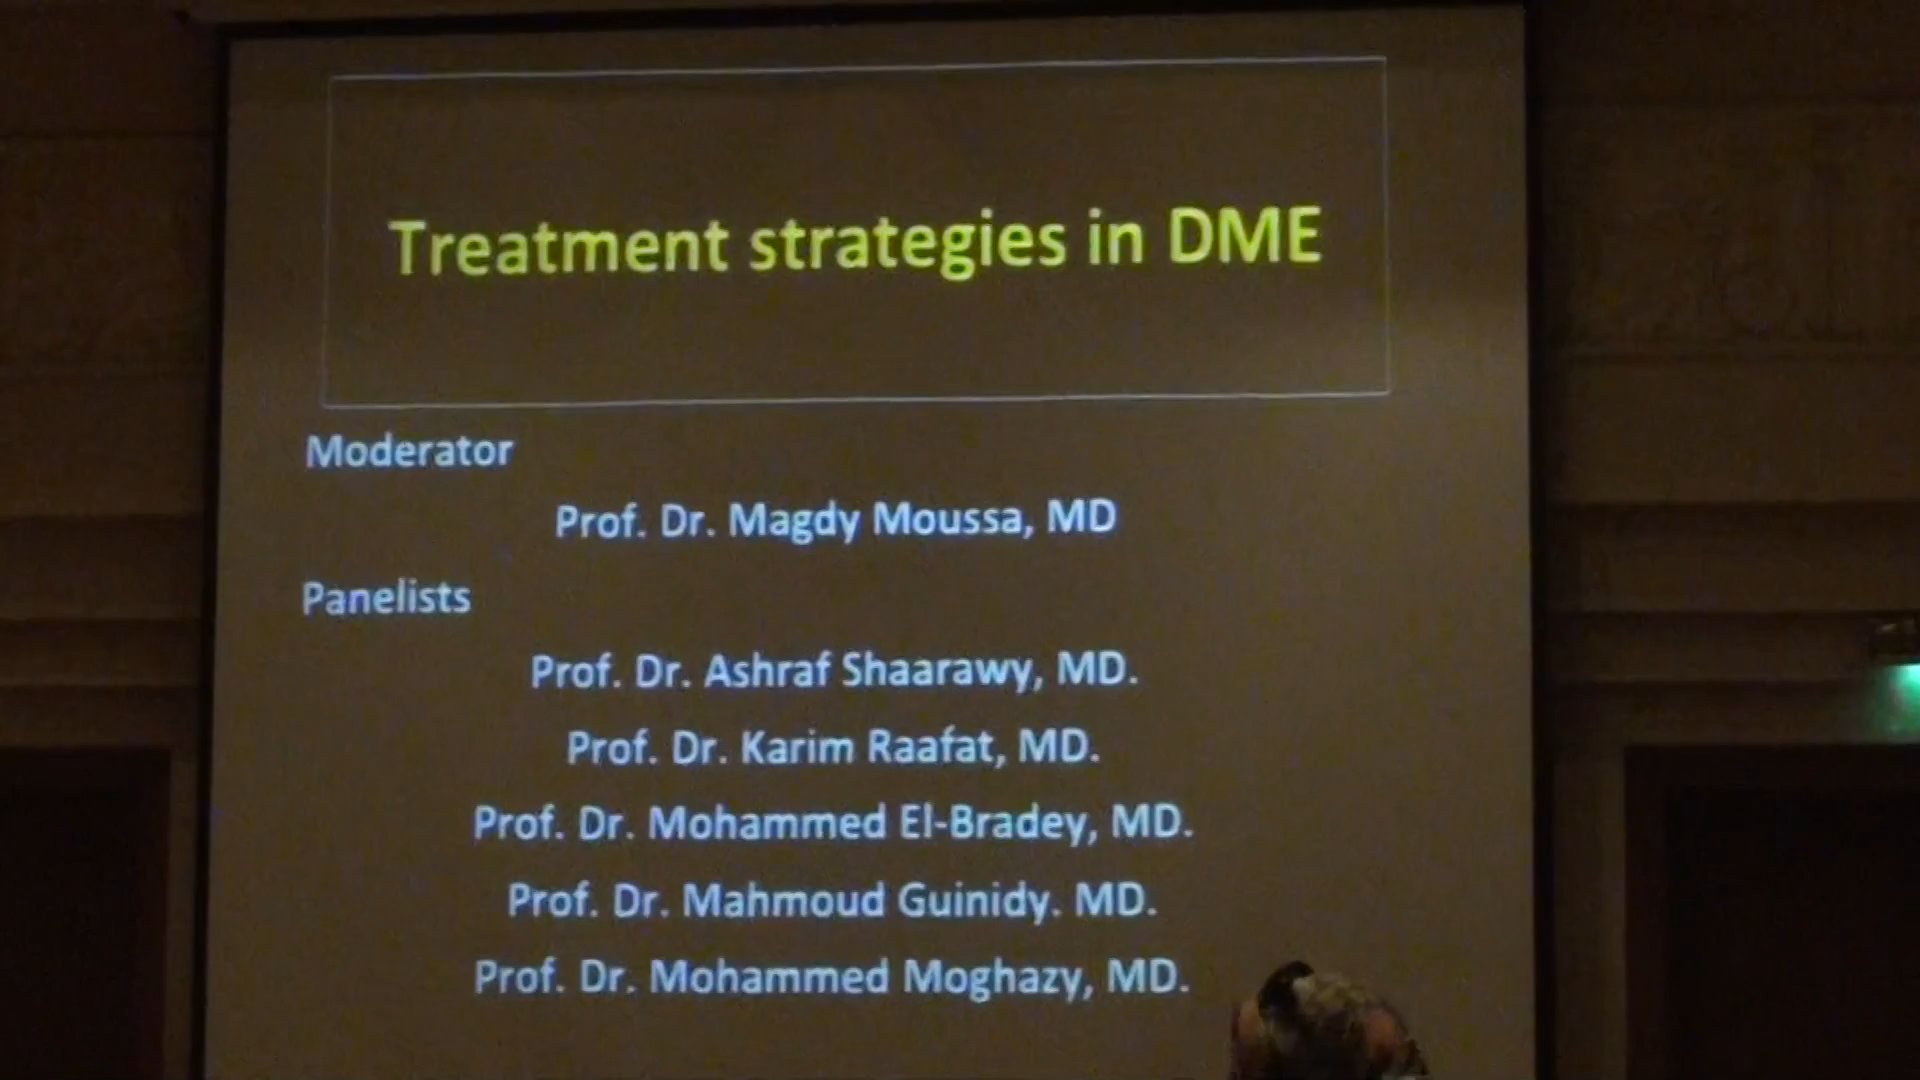 Treatment strategies in DME
Moderator
Prof. Dr. Magdy Moussa, MD
Panelists
Prof. Dr. Ashraf Shaarawy, MD.
Prof. Dr. Karim Raafat, MD.
Prof. Dr. Mohammed El-Bradey, MD.
Prof. Dr. Mahmoud Guinidy. MD.
Prof. Dr. Mohammed Moghazy, MD.